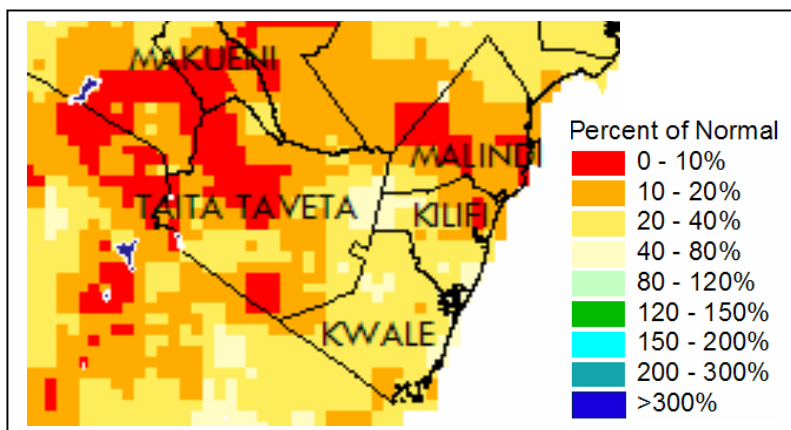 MAKUENI
MALINDI
TAITA TAVETA
KILIFI
KWALE
Percent of Normal
0 - 10%
10 - 20%
20 - 40%
40 - 80%
80 - 120%
120 - 150%
150 - 200%
200 - 300%
>300%